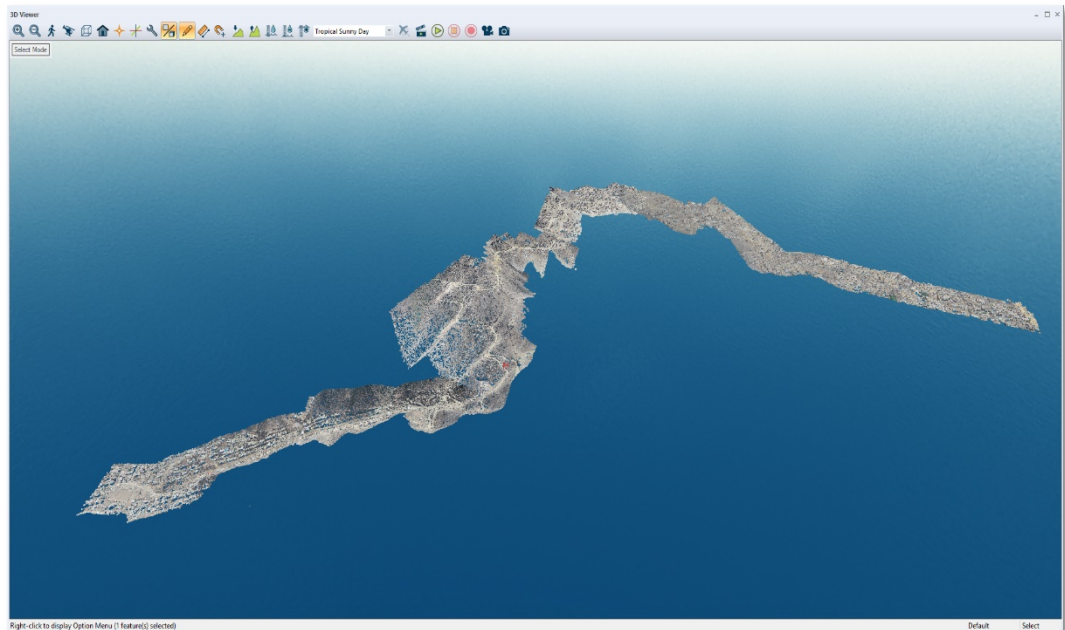 3D Viewer
Tropical Sunny Day
Select Mode
Right-click to display Option Menu (1 feature(s) selected)
Default
Select